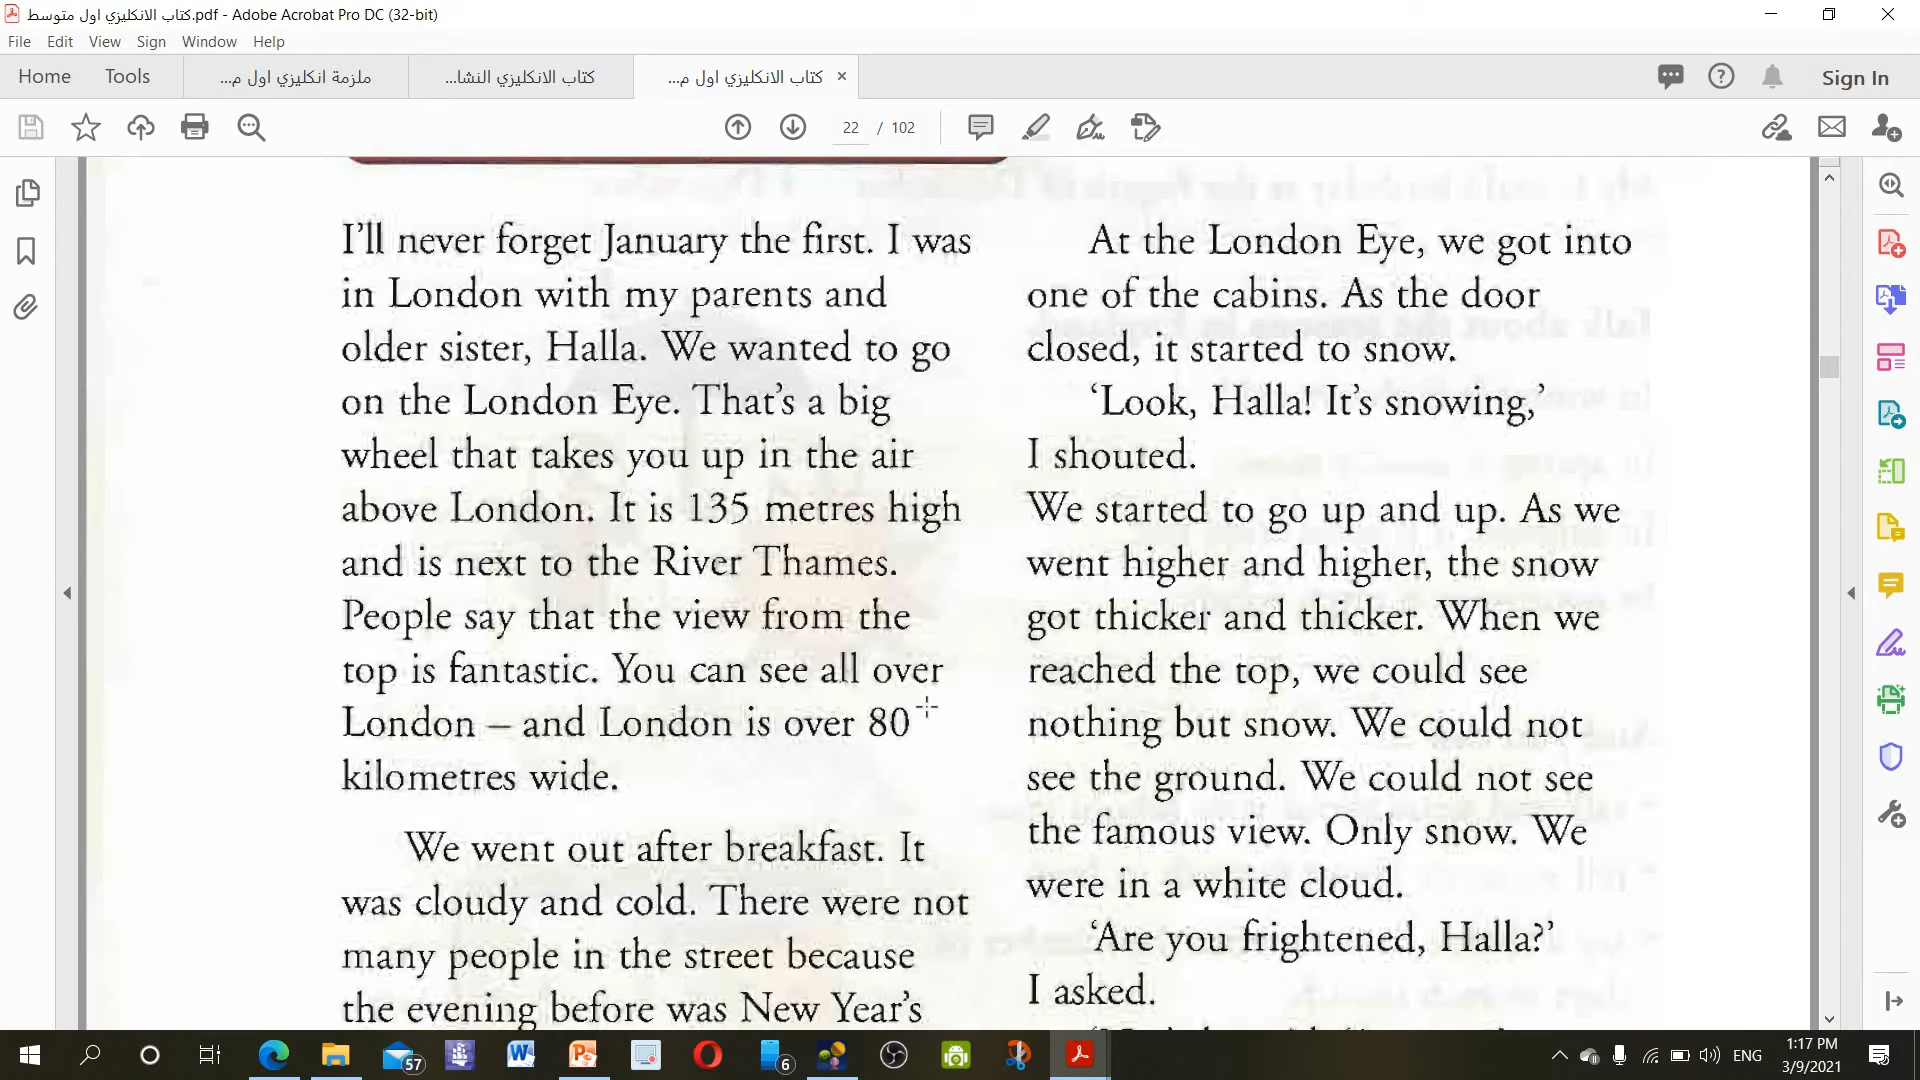 كتاب الانكليزي اول متوسط.pdf - Adobe Acrobat Pro DC (32-bit)
File Edit View Sign Window Help
Home Tools
ملزمة انكليزي اول م...
كتاب الانكليزي النشا...
كتاب الانكليزي اول م... ×
Sign In
22 / 102
I'll never forget January the first. I was
in London with my parents and
older sister, Halla. We wanted to go
on the London Eye. That's a big
wheel that takes you up in the air
above London. It is 135 metres high
and is next to the River Thames.
People say that the view from the
top is fantastic. You can see all over
London – and London is over 80
kilometres wide.
We went out after breakfast. It
was cloudy and cold. There were not
many people in the street because
the evening before was New Year's
At the London Eye, we got into
one of the cabins. As the door
closed, it started to snow.
‘Look, Halla! It's snowing,’
I shouted.
We started to go up and up. As we
went higher and higher, the snow
got thicker and thicker. When we
reached the top, we could see
nothing but snow. We could not
see the ground. We could not see
the famous view. Only snow. We
were in a white cloud.
‘Are you frightened, Halla?’
I asked.
57
6
ENG
1:17 PM
3/9/2021